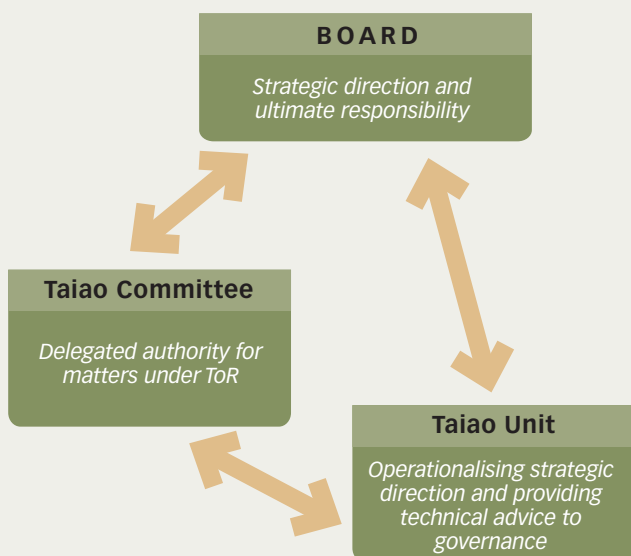 BOARD
Strategic direction and
ultimate responsibility
Taiao Committee
Delegated authority for
matters under ToR
Taiao Unit
Operationalising strategic
direction and providing
technical advice to
governance